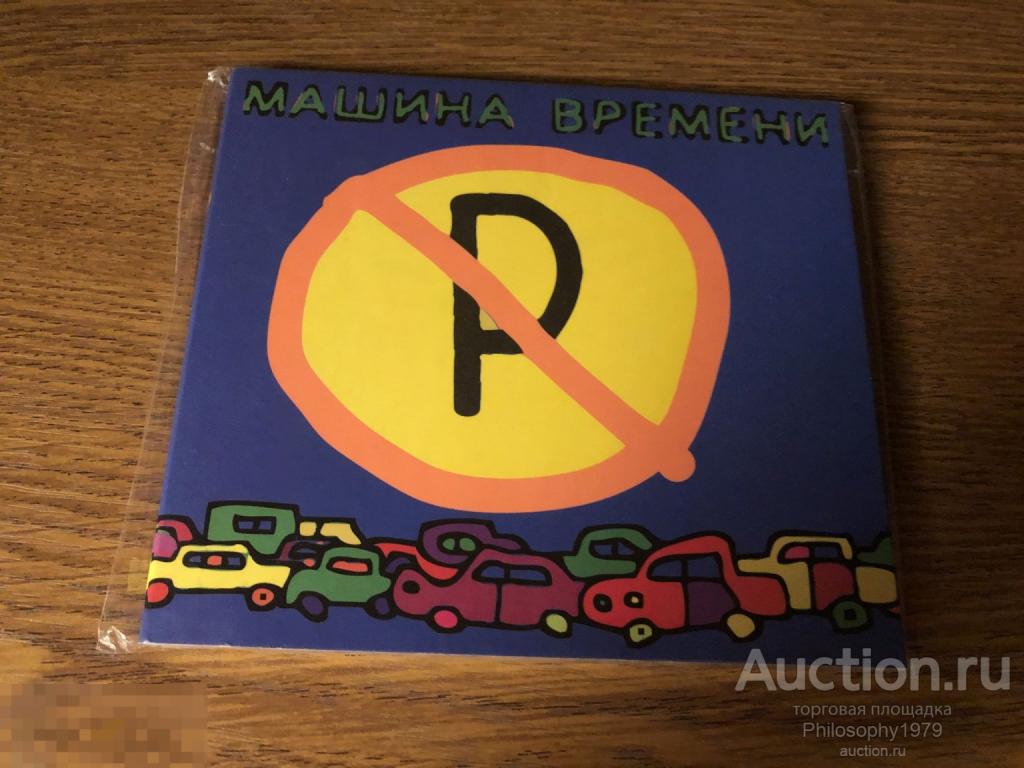 МАШИНА ВРЕМЕНИ
Р
Auction.ru
торговая площадка
Philosophy1979
auction.ru